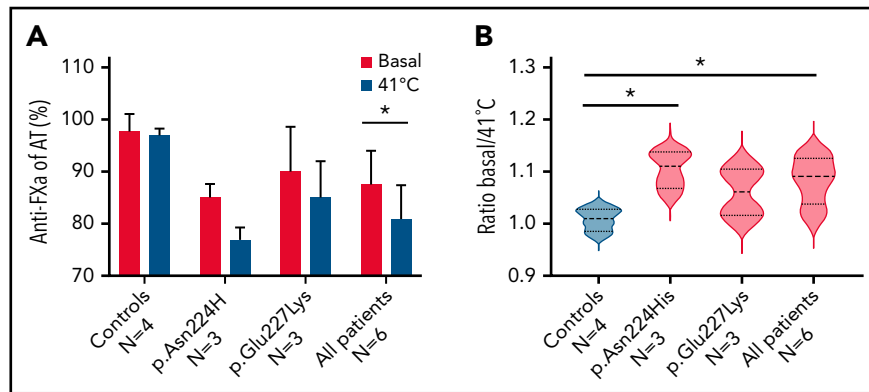 A
Anti-FXa of AT (%)
110
100
90
80
70
Basal
41°C
*
Controls
N=4
p.Asn224H
N=3
p.Glu227Lys
N=3
All patients
N=6
B
Ratio basal/41°C
1.3
1.2
1.1
1.0
0.9
*
*
Controls
N=4
p.Asn224His
N=3
p.Glu227Lys
N=3
All patients
N=6